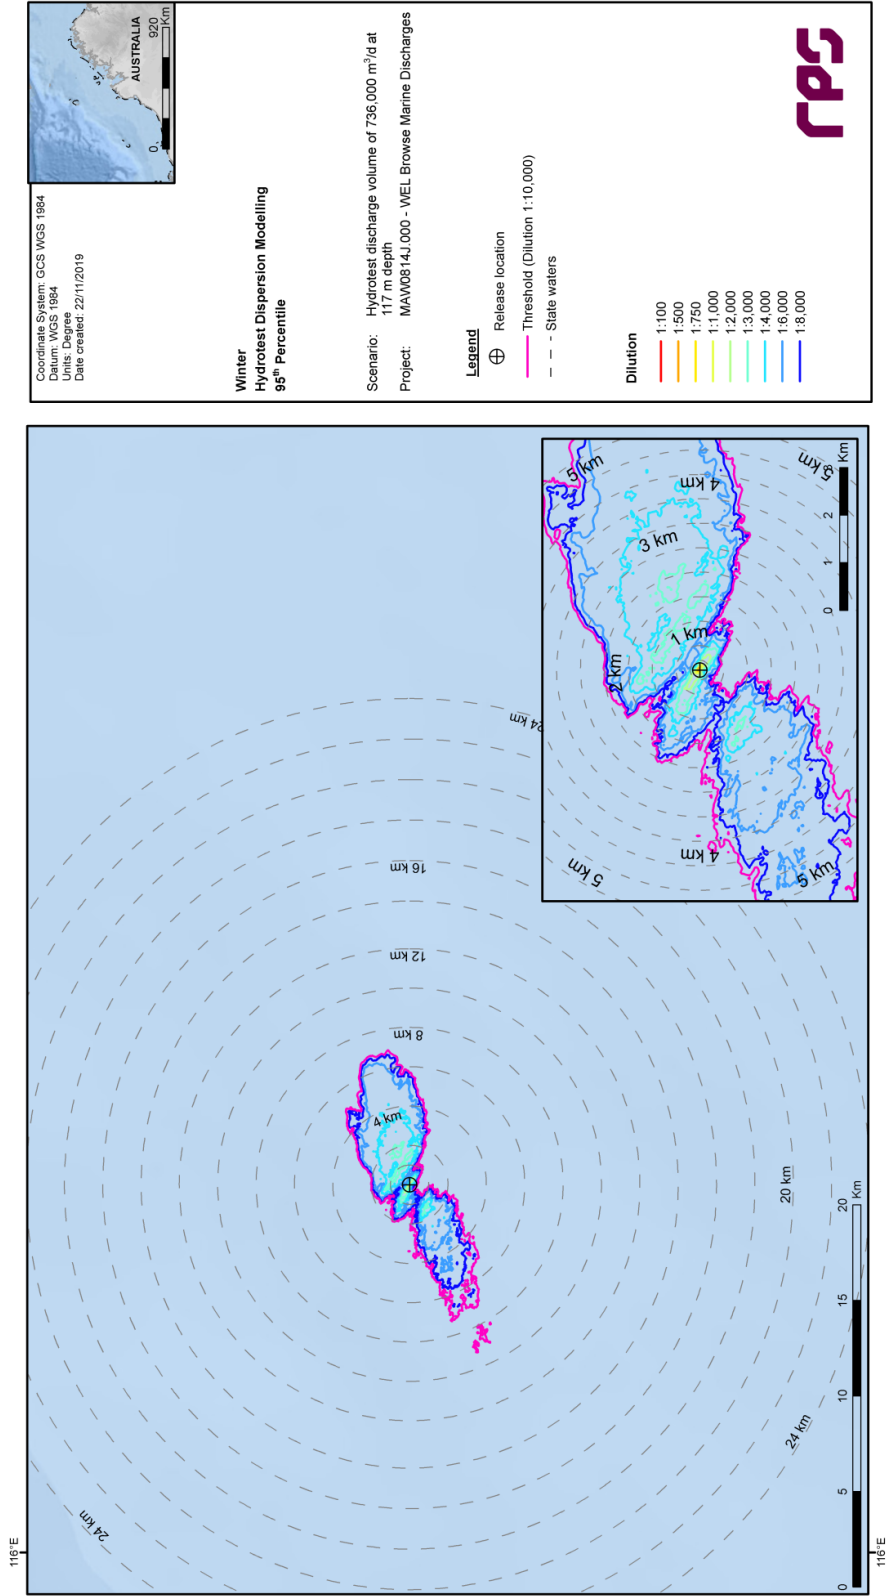 Coordinate System: GCS WGS 1984
Datum: WGS 1984
Units: Degree
Date created: 22/11/2019
AUSTRALIA
0
920
Km
Winter
Hydrotest Dispersion Modelling
95th Percentile
Scenario: Hydrotest discharge volume of 736,000 m³/d at
117 m depth
Project: MAW0814J.000 - WEL Browse Marine Discharges
Legend
Release location
Threshold (Dilution 1:10,000)
State waters
Dilution
1:100
1:500
1:750
1:1,000
1:2,000
1:3,000
1:4,000
1:6,000
1:8,000
rps
116°E
116°E
24 km
24 km
24 km
20 km
16 km
12 km
8 km
4 km
0 5 10 15 20
Km
5 km
5 km
5 km
5 km
4 km
4 km
3 km
2 km
1 km
0 1 2
Km